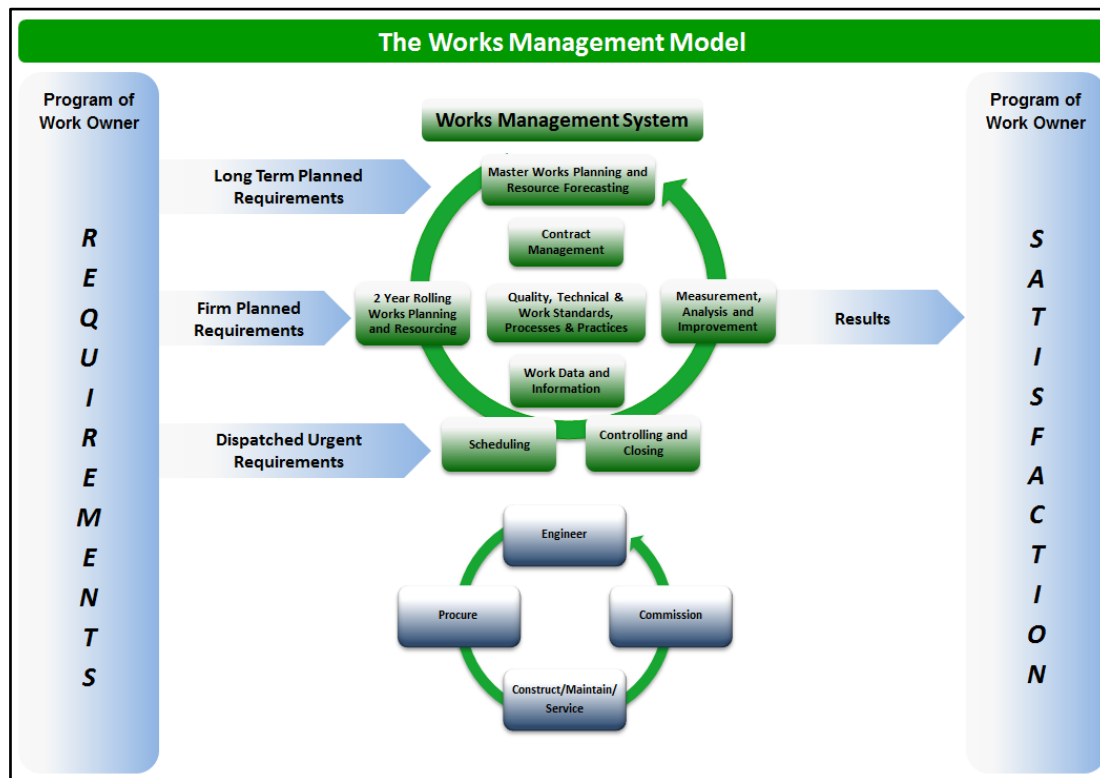 The Works Management Model
Program of
Work Owner
REQUIREMENTS
Works Management System
Long Term Planned
Requirements
Master Works Planning and
Resource Forecasting
Contract
Management
Firm Planned
Requirements
2 Year Rolling
Works Planning
and Resourcing
Quality, Technical &
Work Standards,
Processes & Practices
Measurement,
Analysis and
Improvement
Results
Work Data and
Information
Dispatched Urgent
Requirements
Scheduling
Controlling and
Closing
Engineer
Procure
Commission
Construct/Maintain/
Service
Program of
Work Owner
SATISFACTION